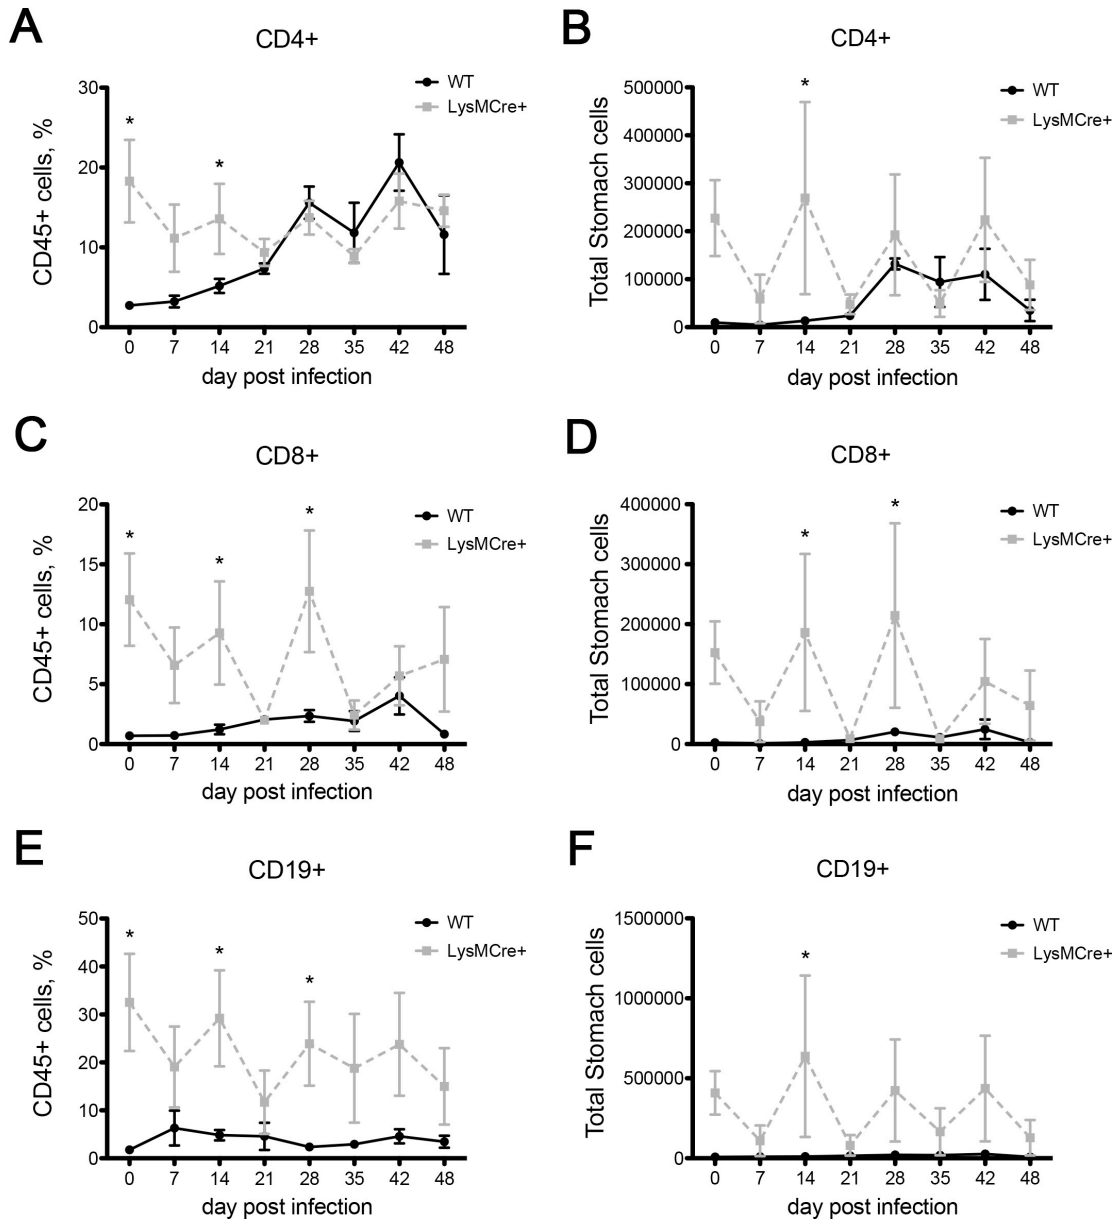 A
CD4+
CD45+ cells, %
30
20
10
0
0 7 14 21 28 35 42 48
day post infection
WT
LysMCre+
*
*
B
CD4+
Total Stomach cells
500000
400000
300000
200000
100000
0
0 7 14 21 28 35 42 48
day post infection
WT
LysMCre+
*
C
CD8+
CD45+ cells, %
20
15
10
5
0
0 7 14 21 28 35 42 48
day post infection
WT
LysMCre+
*
*
*
D
CD8+
Total Stomach cells
400000
300000
200000
100000
0
0 7 14 21 28 35 42 48
day post infection
WT
LysMCre+
*
*
E
CD19+
CD45+ cells, %
50
40
30
20
10
0
0 7 14 21 28 35 42 48
day post infection
WT
LysMCre+
*
*
*
F
CD19+
Total Stomach cells
1500000
1000000
500000
0
0 7 14 21 28 35 42 48
day post infection
WT
LysMCre+
*